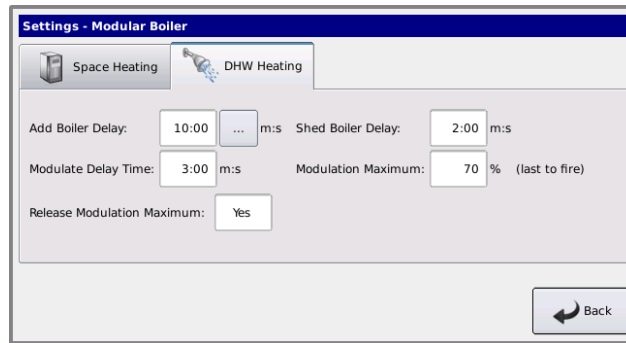 Settings - Modular Boiler
Space Heating DHW Heating
Add Boiler Delay: 10:00 ... m:s Shed Boiler Delay: 2:00 m:s
Modulate Delay Time: 3:00 m:s Modulation Maximum: 70 % (last to fire)
Release Modulation Maximum: Yes
Back